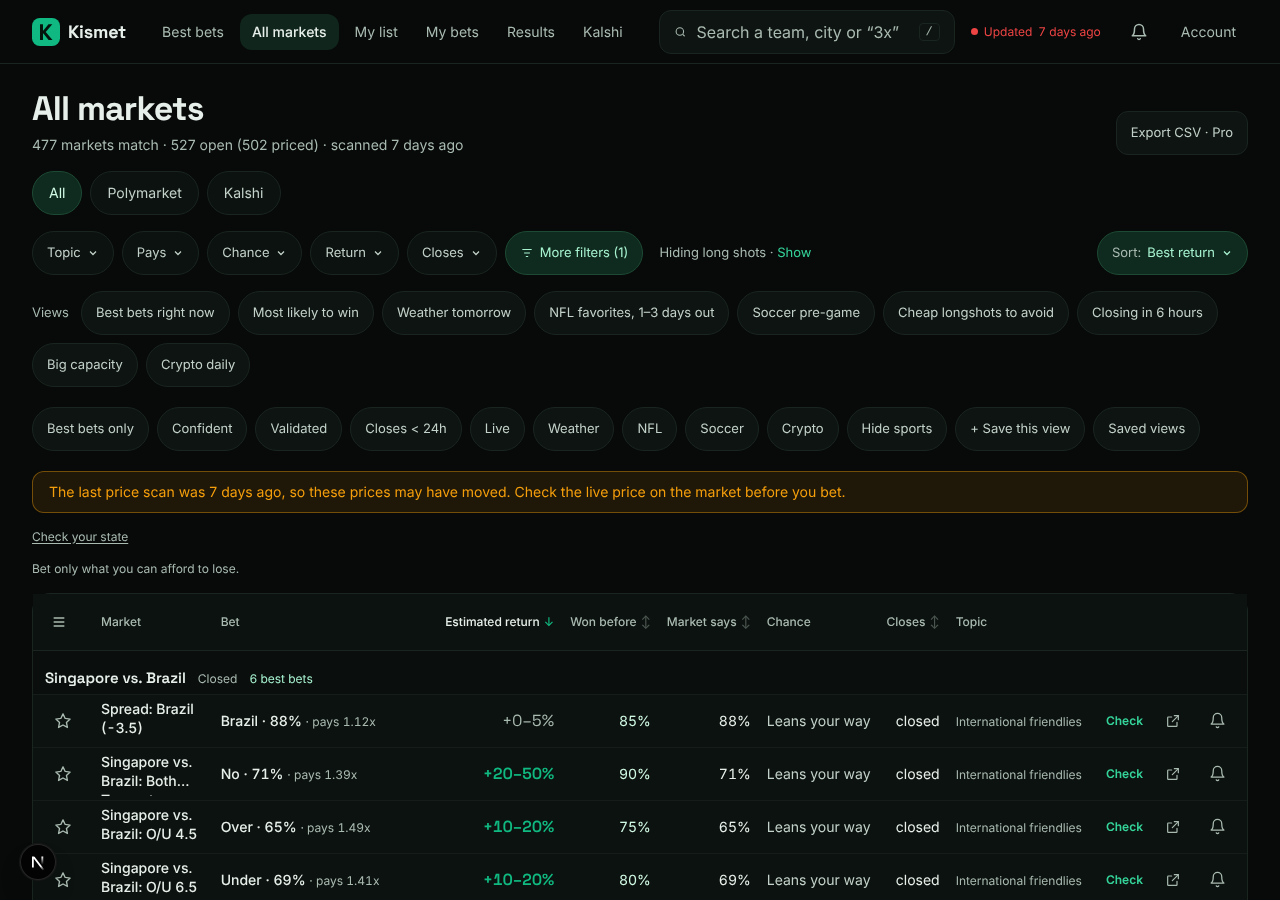 K Kismet Best bets All markets My list My bets Results Kalshi Search a team, city or “3x” / Updated 7 days ago Account
All markets
477 markets match · 527 open (502 priced) · scanned 7 days ago
Export CSV · Pro
All Polymarket Kalshi
Topic Pays Chance Return Closes More filters (1) Hiding long shots · Show Sort: Best return
Views Best bets right now Most likely to win Weather tomorrow NFL favorites, 1–3 days out Soccer pre-game Cheap longshots to avoid Closing in 6 hours
Big capacity Crypto daily
Best bets only Confident Validated Closes < 24h Live Weather NFL Soccer Crypto Hide sports + Save this view Saved views
The last price scan was 7 days ago, so these prices may have moved. Check the live price on the market before you bet.
Check your state
Bet only what you can afford to lose.
Market Bet Estimated return ↓ Won before Market says Chance Closes Topic
Singapore vs. Brazil Closed 6 best bets
Spread: Brazil
(-3.5)
Brazil · 88% · pays 1.12x +0–5% 85% 88% Leans your way closed International friendlies Check
Singapore vs.
Brazil: Both…
No · 71% · pays 1.39x +20–50% 90% 71% Leans your way closed International friendlies Check
Singapore vs.
Brazil: O/U 4.5
Over · 65% · pays 1.49x +10–20% 75% 65% Leans your way closed International friendlies Check
Singapore vs.
Brazil: O/U 6.5
Under · 69% · pays 1.41x +10–20% 80% 69% Leans your way closed International friendlies Check
N